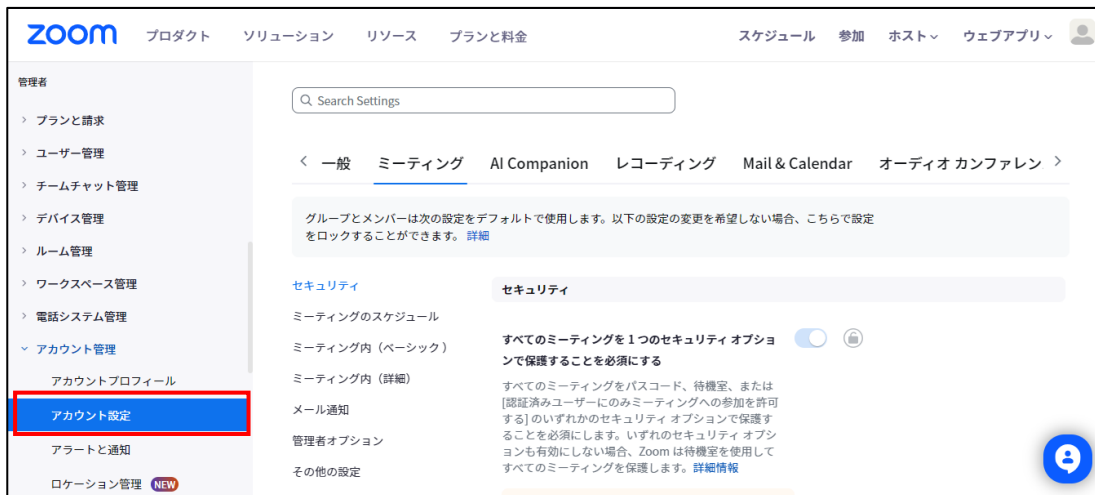 zoom プロダクト ソリューション リソース プランと料金 スケジュール 参加 ホスト ウェブアプリ
管理者
プランと請求
ユーザー管理
チームチャット管理
デバイス管理
ルーム管理
ワークスペース管理
電話システム管理
アカウント管理
アカウントプロフィール
アカウント設定
アラートと通知
ロケーション管理 NEW
Search Settings
一般 ミーティング AI Companion レコーディング Mail & Calendar オーディオ カンファレン
グループとメンバーは次の設定をデフォルトで使用します。以下の設定の変更を希望しない場合、こちらで設定
をロックすることができます。 詳細
セキュリティ
ミーティングのスケジュール
ミーティング内（ベーシック）
ミーティング内（詳細）
メール通知
管理者オプション
その他の設定
セキュリティ
すべてのミーティングを 1 つのセキュリティ オプショ
ンで保護することを必須にする
すべてのミーティングをパスコード、待機室、または
[認証済みユーザーにのみミーティングへの参加を許可
する] のいずれかのセキュリティ オプションで保護す
ることを必須にします。いずれのセキュリティ オプシ
ョンも有効にしない場合、Zoom は待機室を使用して
すべてのミーティングを保護します。詳細情報